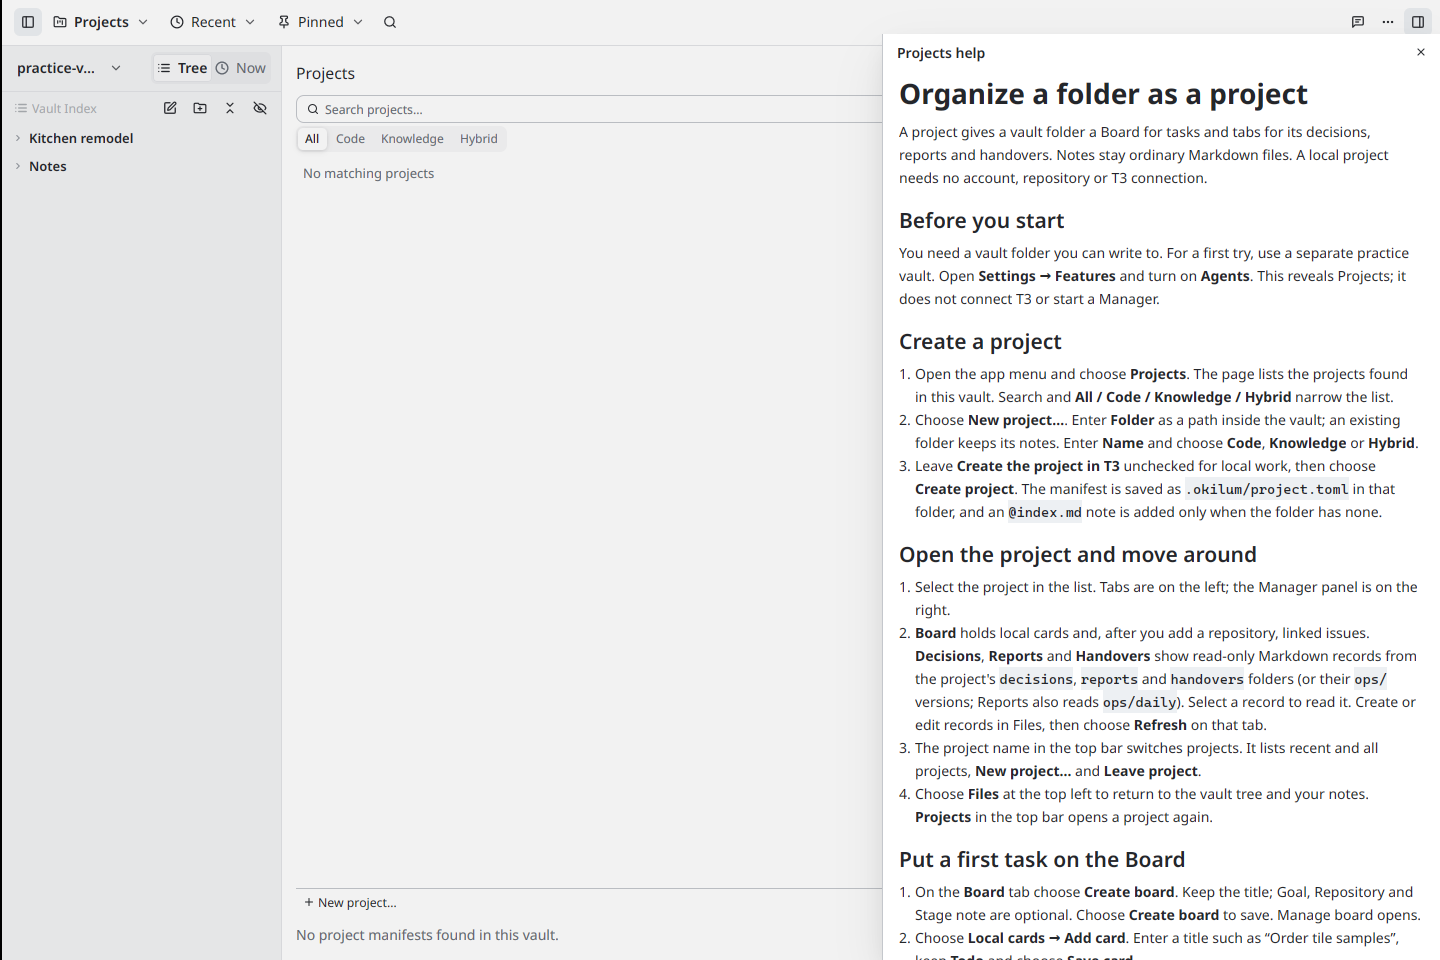 Projects Recent Pinned
practice-v... Tree Now
Vault Index
Kitchen remodel
Notes
Projects
Search projects...
All Code Knowledge Hybrid
No matching projects
+ New project...
No project manifests found in this vault.
Projects help
Organize a folder as a project
A project gives a vault folder a Board for tasks and tabs for its decisions,
reports and handovers. Notes stay ordinary Markdown files. A local project
needs no account, repository or T3 connection.
Before you start
You need a vault folder you can write to. For a first try, use a separate practice
vault. Open Settings → Features and turn on Agents. This reveals Projects; it
does not connect T3 or start a Manager.
Create a project
1. Open the app menu and choose Projects. The page lists the projects found
in this vault. Search and All / Code / Knowledge / Hybrid narrow the list.
2. Choose New project.... Enter Folder as a path inside the vault; an existing
folder keeps its notes. Enter Name and choose Code, Knowledge or Hybrid.
3. Leave Create the project in T3 unchecked for local work, then choose
Create project. The manifest is saved as .okilum/project.toml in that
folder, and an @index.md note is added only when the folder has none.
Open the project and move around
1. Select the project in the list. Tabs are on the left; the Manager panel is on the
right.
2. Board holds local cards and, after you add a repository, linked issues.
Decisions, Reports and Handovers show read-only Markdown records from
the project's decisions, reports and handovers folders (or their ops/
versions; Reports also reads ops/daily). Select a record to read it. Create or
edit records in Files, then choose Refresh on that tab.
3. The project name in the top bar switches projects. It lists recent and all
projects, New project... and Leave project.
4. Choose Files at the top left to return to the vault tree and your notes.
Projects in the top bar opens a project again.
Put a first task on the Board
1. On the Board tab choose Create board. Keep the title; Goal, Repository and
Stage note are optional. Choose Create board to save. Manage board opens.
2. Choose Local cards → Add card. Enter a title such as “Order tile samples”,
keep Todo and choose Save card.